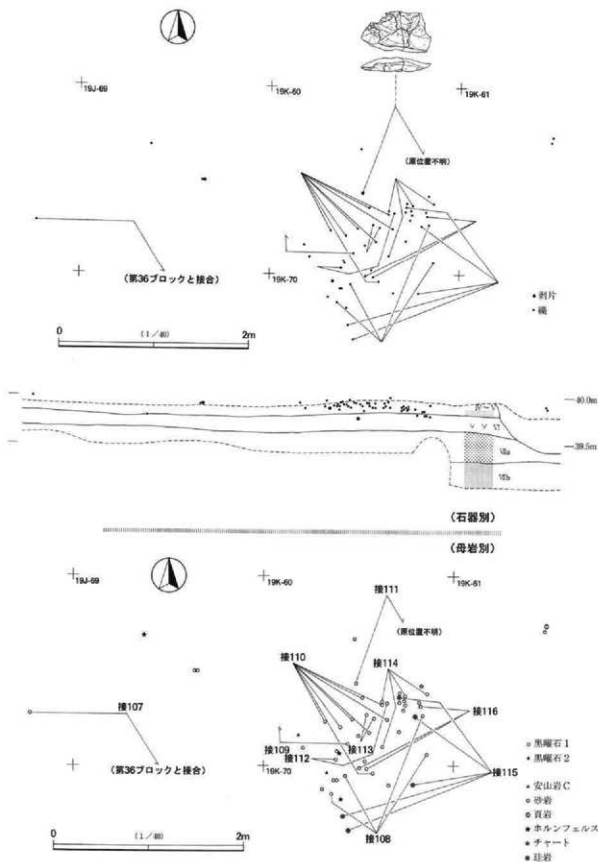 19J-69
19K-60
19K-61
(原位置不明)
(第36ブロックと接合)
19K-70
剥片
礫
0
(1/40)
2m
40.0m
Ⅳ~Ⅴ
Ⅵ
39.5m
Ⅶa
Ⅶb
(石器別)
(母岩別)
19J-69
19K-60
19K-61
接111
(原位置不明)
接110
接114
接107
接116
接109
接113
(第36ブロックと接合)
接112
19K-70
接115
接108
黒曜石1
黒曜石2
安山岩C
砂岩
頁岩
ホルンフェルス
チャート
珪岩
0
(1/40)
2m